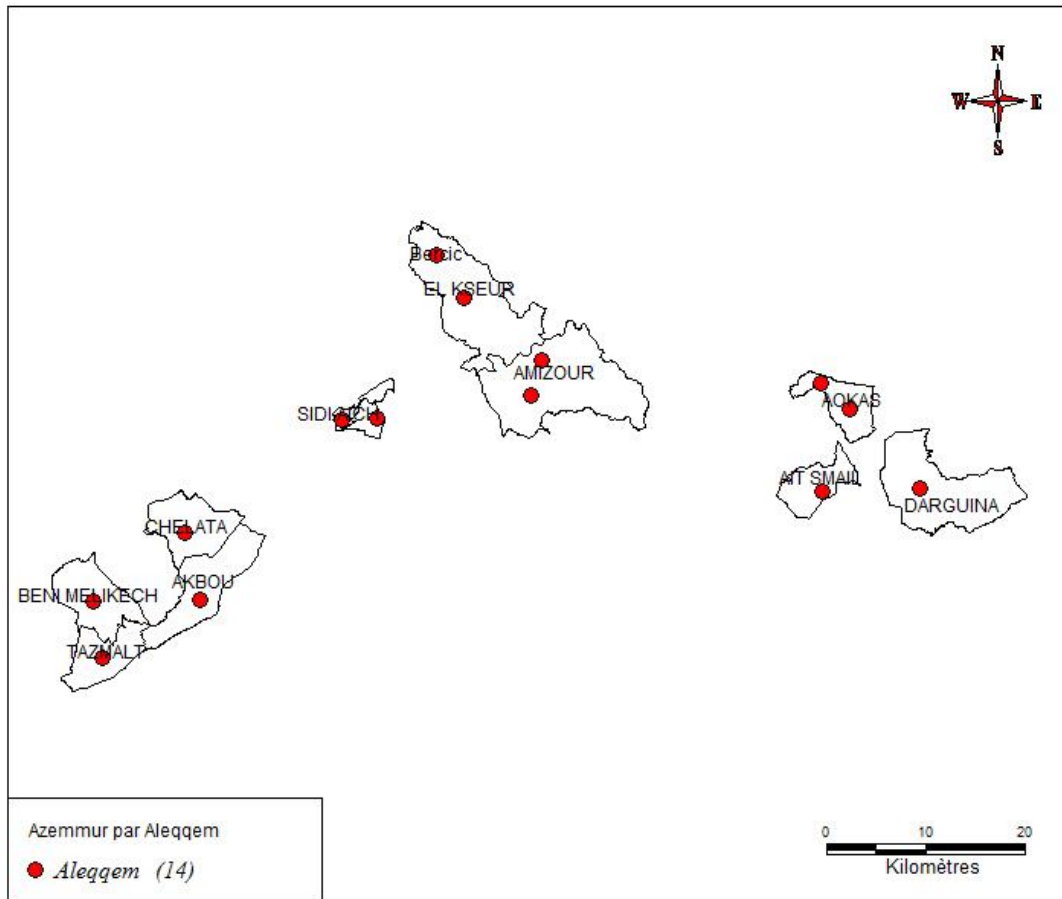 N
W E
S
Bercic
EL KSEUR
AMIZOUR
AOKAS
SIDI AICH
AIT SMAIL
DARGUINA
CHELATA
AKBOU
BENI MELIKECH
TAZMALT
Azemmur par Aleqqem
Aleqqem (14)
0 10 20
Kilomètres